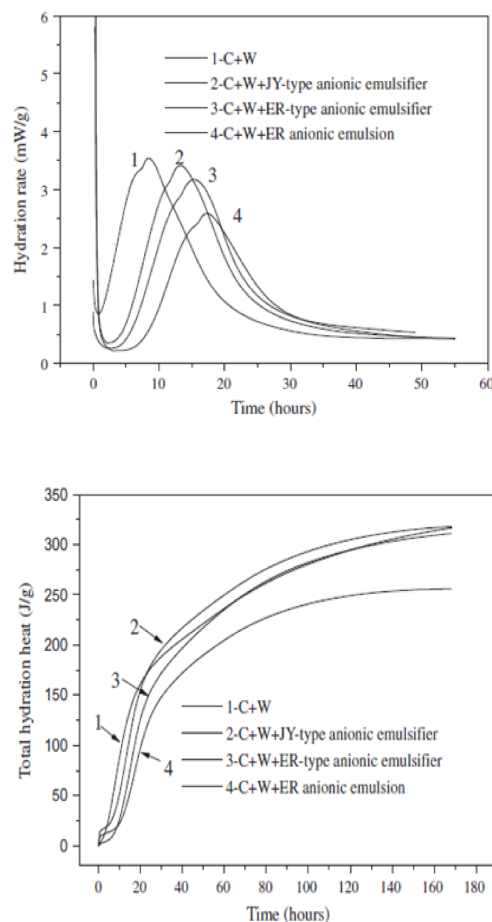 6
5
4
3
2
1
0
Hydration rate (mW/g)
1-C+W
2-C+W+JY-type anionic emulsifier
3-C+W+ER-type anionic emulsifier
4-C+W+ER anionic emulsion
1
2
3
4
0 10 20 30 40 50 60
Time (hours)
350
300
250
200
150
100
50
0
Total hydration heat (J/g)
2
3
1
4
1-C+W
2-C+W+JY-type anionic emulsifier
3-C+W+ER-type anionic emulsifier
4-C+W+ER anionic emulsion
0 20 40 60 80 100 120 140 160 180
Time (hours)